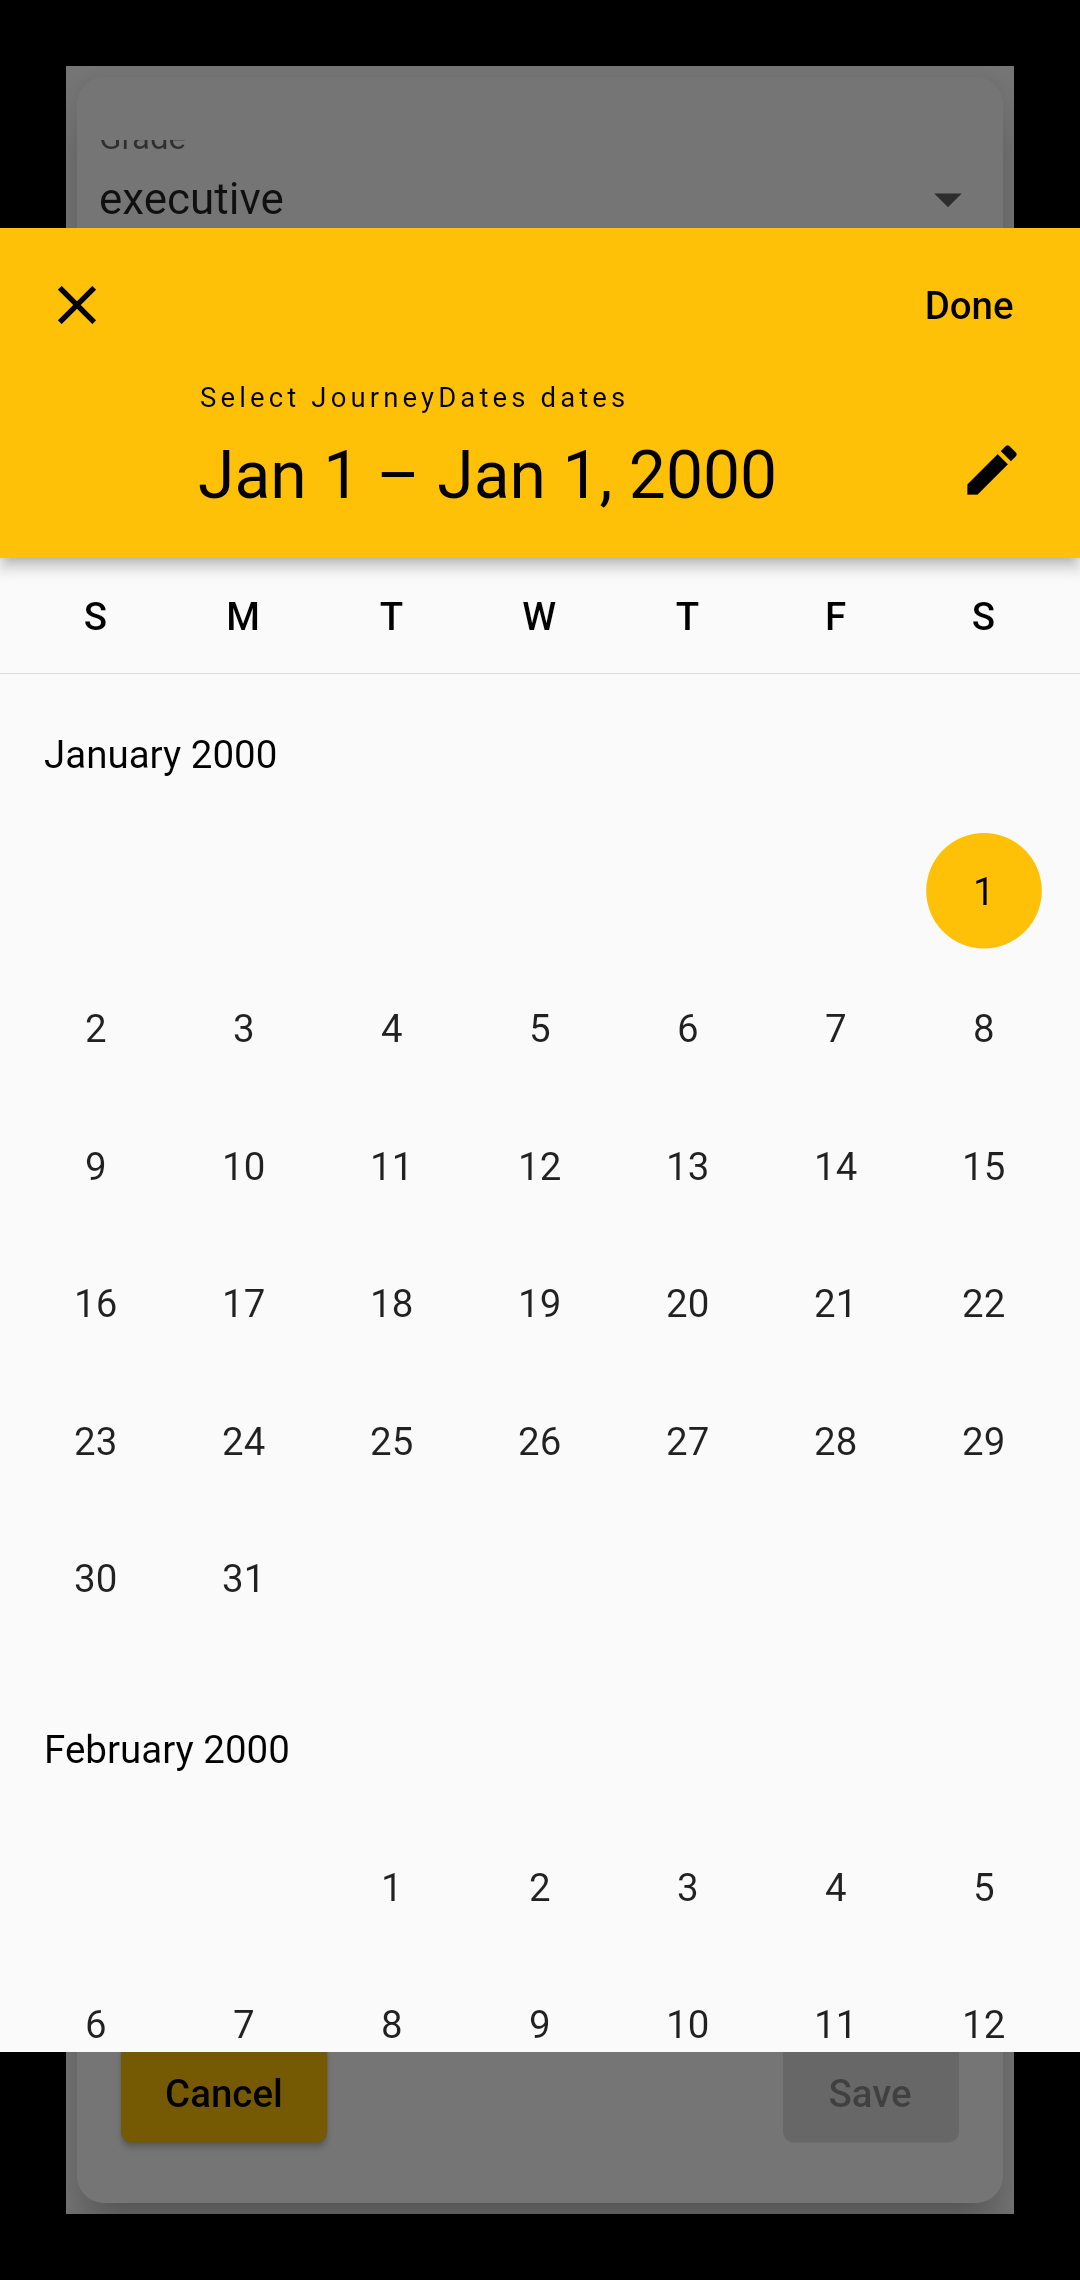 Grade
executive
Done
Select JourneyDates dates
Jan 1 – Jan 1, 2000
S M T W T F S
January 2000
1
2 3 4 5 6 7 8
9 10 11 12 13 14 15
16 17 18 19 20 21 22
23 24 25 26 27 28 29
30 31
February 2000
1 2 3 4 5
6 7 8 9 10 11 12
Cancel Save